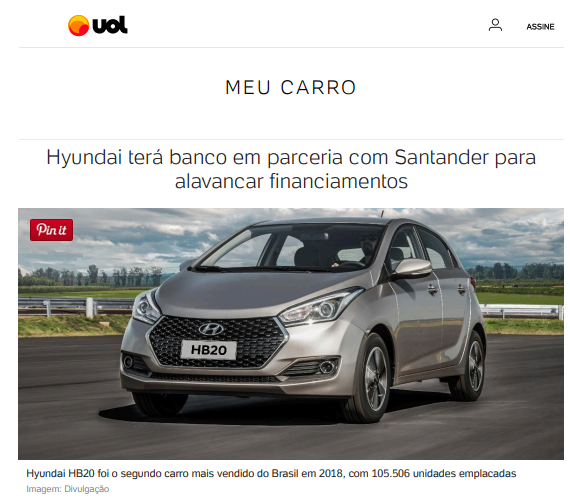 uol
ASSINE
MEU CARRO
Hyundai terá banco em parceria com Santander para
alavancar financiamentos
Pin it
HB20
Hyundai HB20 foi o segundo carro mais vendido do Brasil em 2018, com 105.506 unidades emplacadas
Imagem: Divulgação